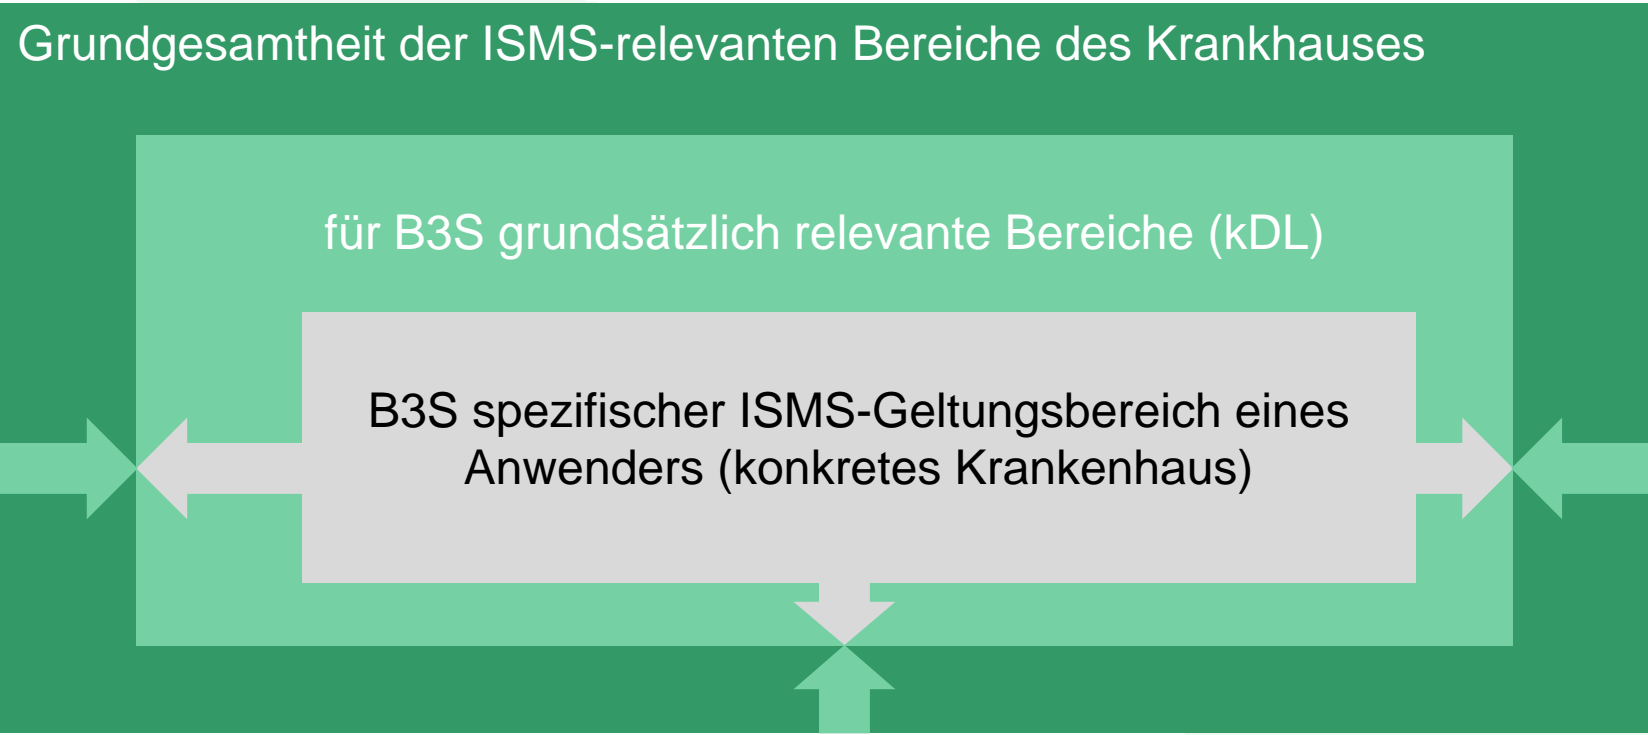 Grundgesamtheit der ISMS-relevanten Bereiche des Krankhauses
für B3S grundsätzlich relevante Bereiche (kDL)
B3S spezifischer ISMS-Geltungsbereich eines
Anwenders (konkretes Krankenhaus)